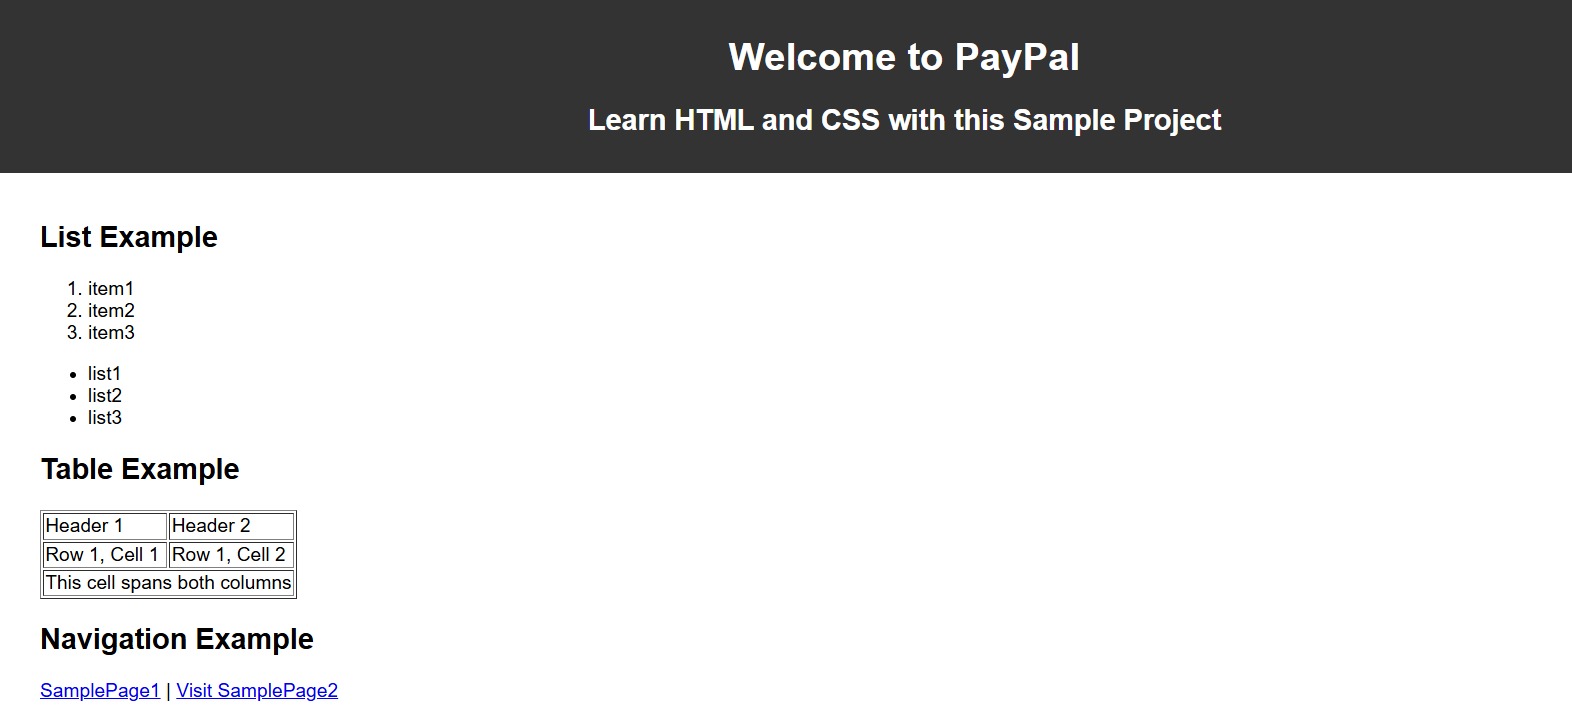 Welcome to PayPal
Learn HTML and CSS with this Sample Project
List Example
1. item1
2. item2
3. item3
• list1
• list2
• list3
Table Example
Header 1 Header 2
Row 1, Cell 1 Row 1, Cell 2
This cell spans both columns
Navigation Example
SamplePage1 | Visit SamplePage2